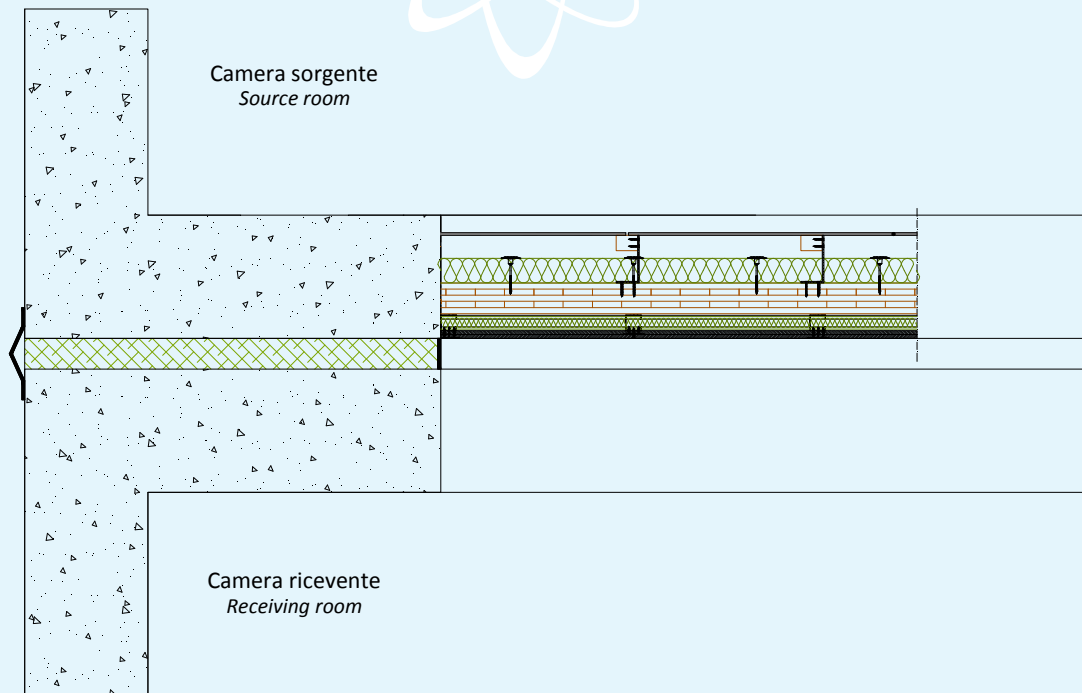 Camera sorgente
Source room
Camera ricevente
Receiving room